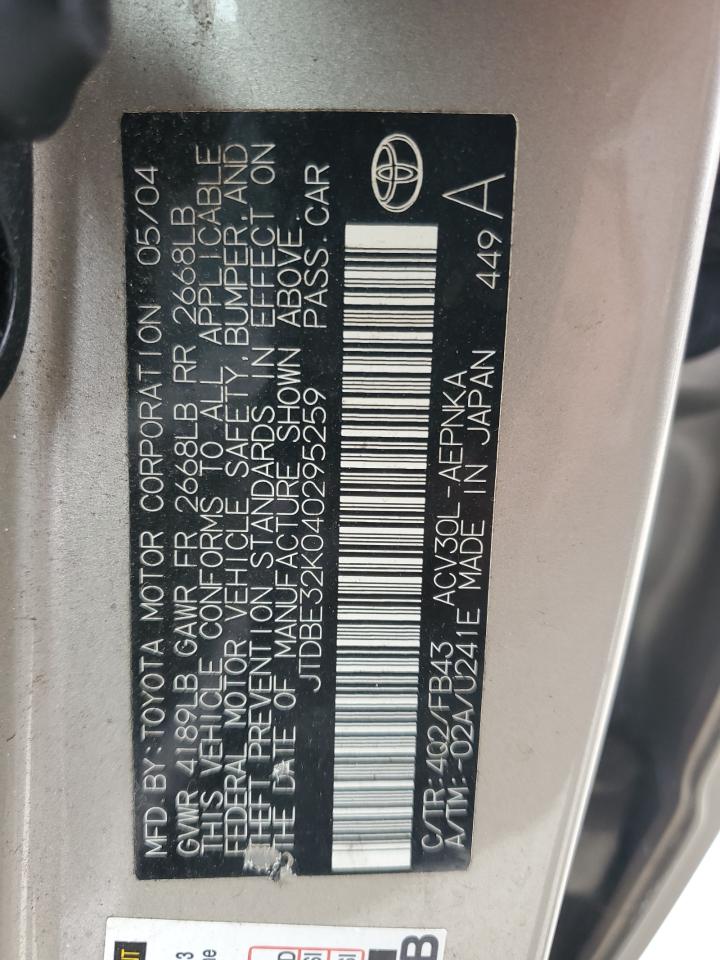 MFD. BY: TOYOTA MOTOR CORPORATION 05/04
GVWR 4189LB GAWR FR 2668LB RR 2668LB
THIS VEHICLE CONFORMS TO ALL APPLICABLE
FEDERAL MOTOR VEHICLE SAFETY, BUMPER, AND
THEFT PREVENTION STANDARDS IN EFFECT ON
THE DATE OF MANUFACTURE SHOWN ABOVE.
JTDBE32K040295259 PASS. CAR
C/TR: 4Q2/FB43 ACV30L-AEPNKA 449 A
A/TM: -02A/U241E MADE IN JAPAN
3
B